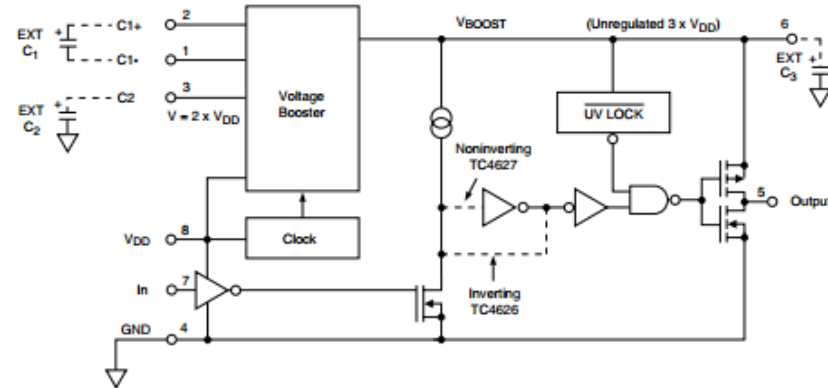 EXT
C1
C1+
2
C1-
1
EXT
C2
C2
3
V = 2 x VDD
Voltage
Booster
VBOOST
(Unregulated 3 x VDD)
6
EXT
C3
UV LOCK
Noninverting
TC4627
5
Output
VDD
8
Clock
In
7
Inverting
TC4626
GND
4